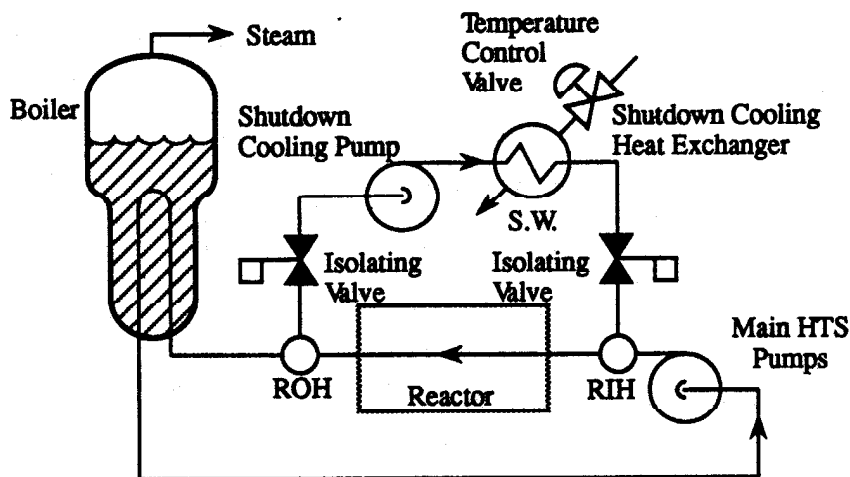 Steam
Temperature
Control
Valve
Boiler
Shutdown
Cooling Pump
Shutdown Cooling
Heat Exchanger
S.W.
Isolating
Valve
Isolating
Valve
Main HTS
Pumps
ROH
Reactor
RIH